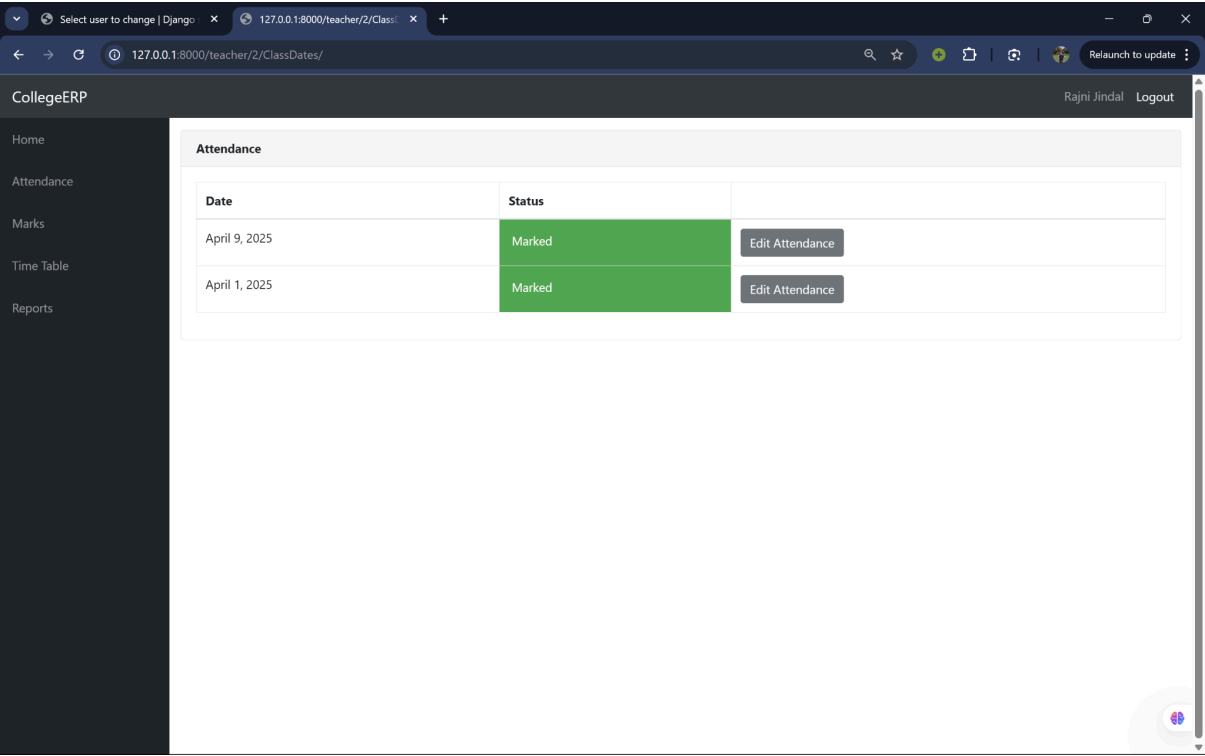 Select user to change | Django
127.0.0.1:8000/teacher/2/Class
127.0.0.1:8000/teacher/2/ClassDates/
Relaunch to update
CollegeERP
Rajni Jindal Logout
Home
Attendance
Marks
Time Table
Reports
Attendance
Date Status
April 9, 2025 Marked Edit Attendance
April 1, 2025 Marked Edit Attendance